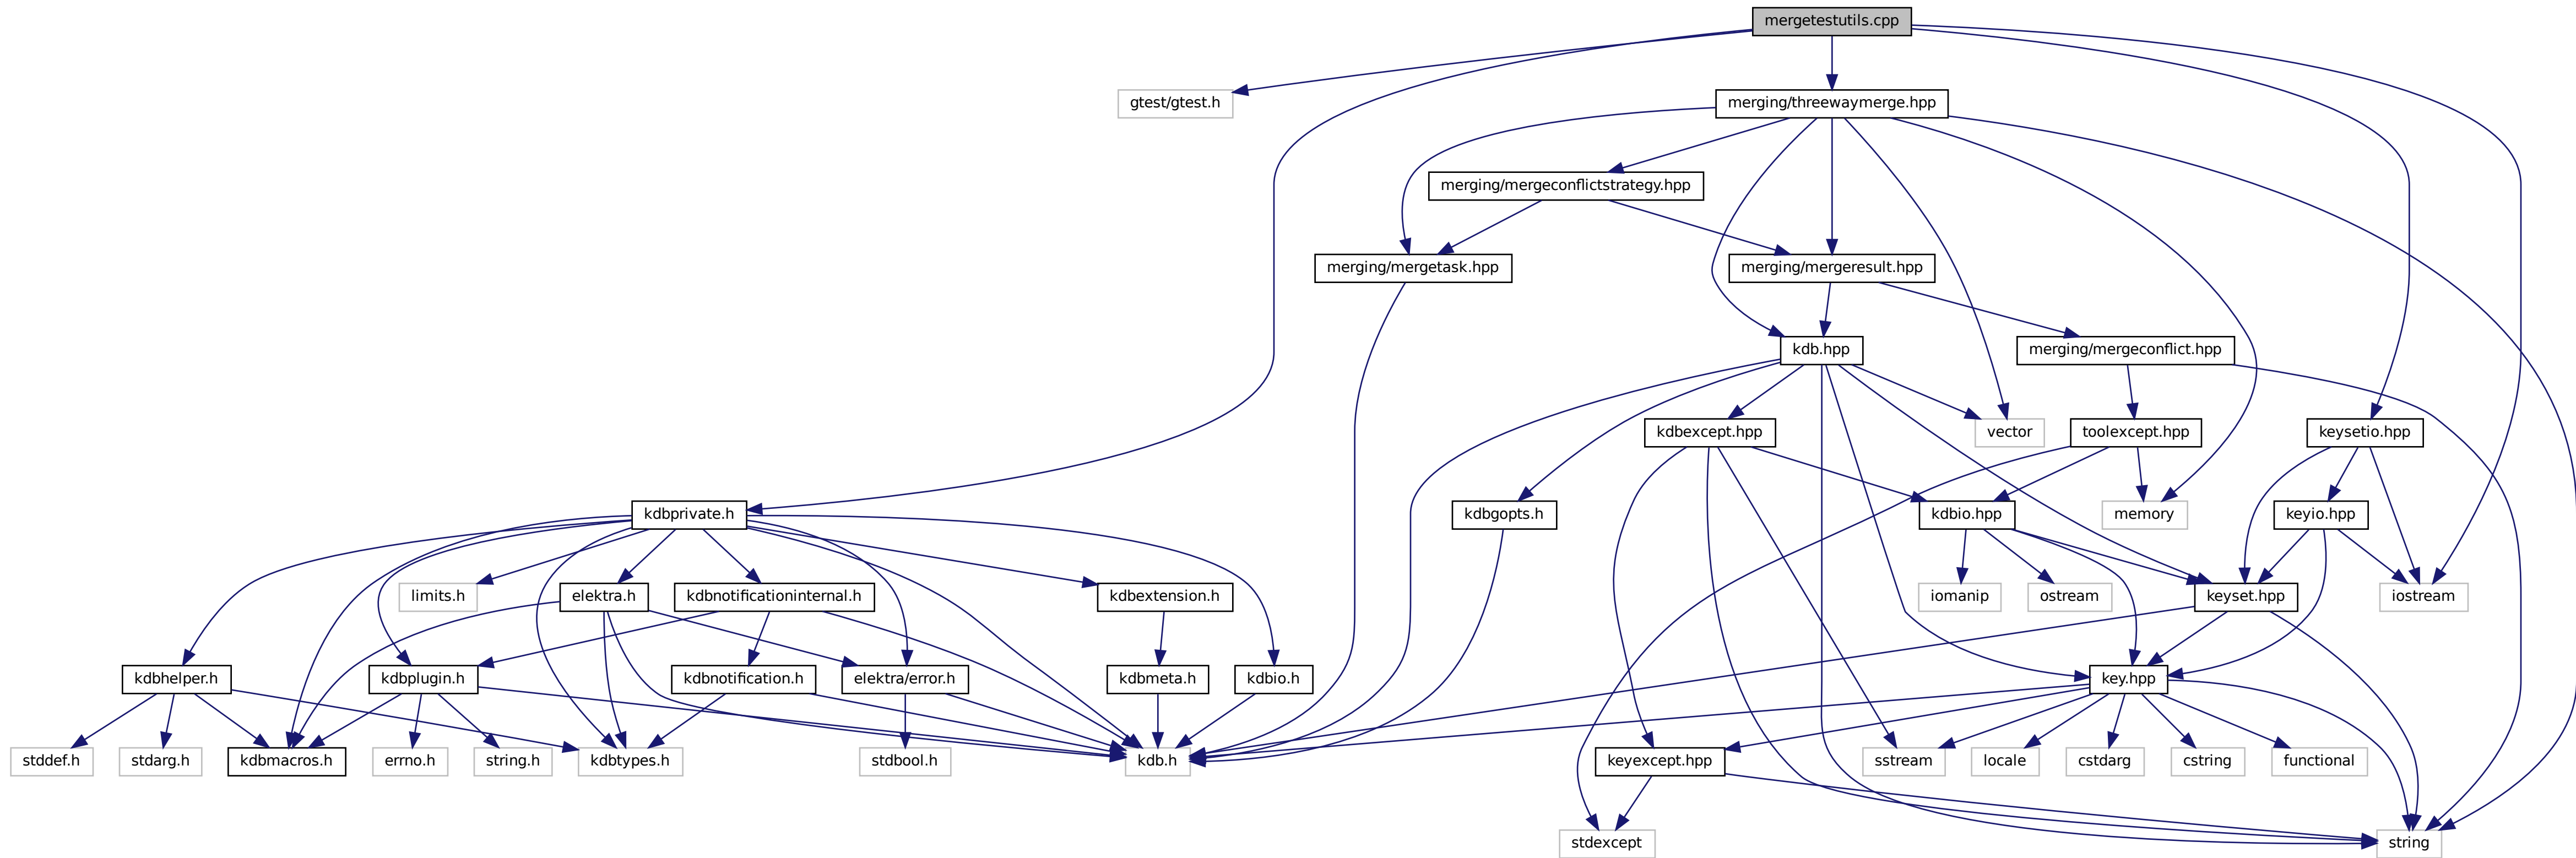 mergetestutils.cpp
gtest/gtest.h
merging/threewaymerge.hpp
merging/mergeconflictstrategy.hpp
merging/mergetask.hpp
merging/mergeresult.hpp
kdb.hpp
merging/mergeconflict.hpp
kdbexcept.hpp
vector
toolexcept.hpp
keysetio.hpp
kdbprivate.h
kdbgopts.h
kdbio.hpp
memory
keyio.hpp
limits.h
elektra.h
kdbnotificationinternal.h
kdbextension.h
iomanip
ostream
keyset.hpp
iostream
kdbhelper.h
kdbplugin.h
kdbnotification.h
elektra/error.h
kdbmeta.h
kdbio.h
key.hpp
stddef.h
stdarg.h
kdbmacros.h
errno.h
string.h
kdbtypes.h
stdbool.h
kdb.h
keyexcept.hpp
sstream
locale
cstdarg
cstring
functional
stdexcept
string